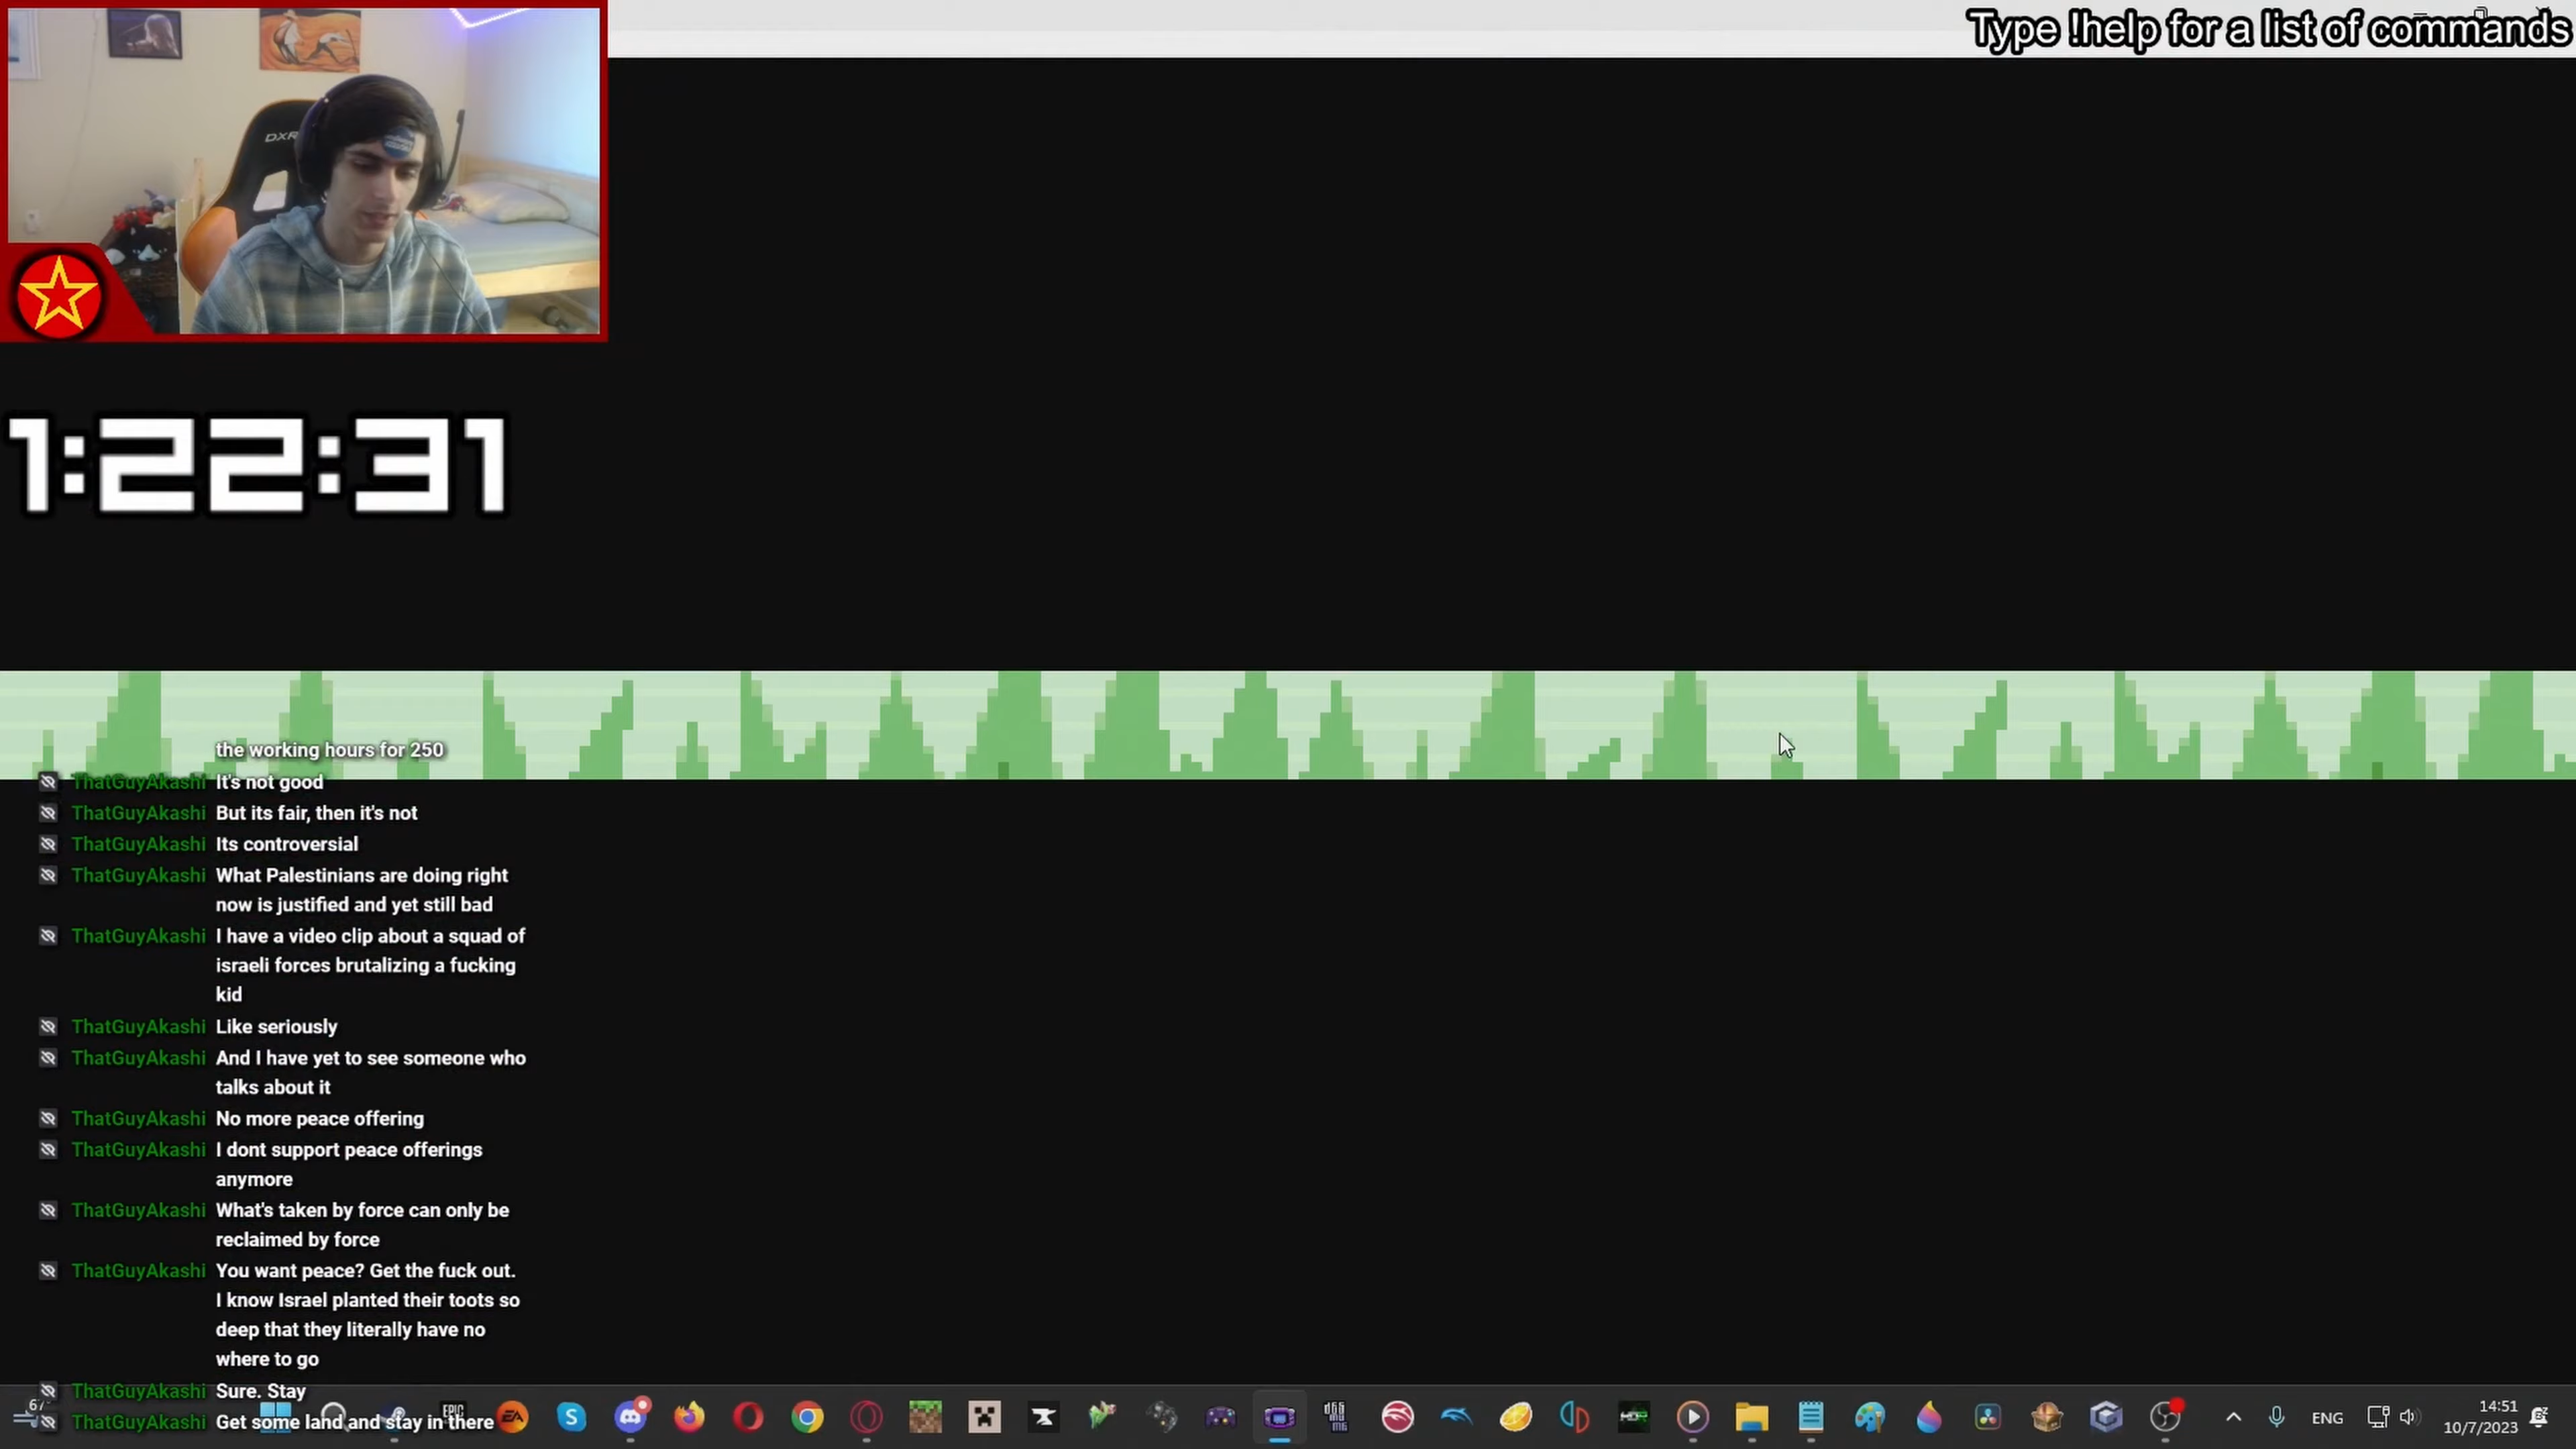 Type !help for a list of commands
DXR
1:22:31
the working hours for 250
ThatGuyAkashi It's not good
ThatGuyAkashi But its fair, then it's not
ThatGuyAkashi Its controversial
ThatGuyAkashi What Palestinians are doing right
now is justified and yet still bad
ThatGuyAkashi I have a video clip about a squad of
israeli forces brutalizing a fucking
kid
ThatGuyAkashi Like seriously
ThatGuyAkashi And I have yet to see someone who
talks about it
ThatGuyAkashi No more peace offering
ThatGuyAkashi I dont support peace offerings
anymore
ThatGuyAkashi What's taken by force can only be
reclaimed by force
ThatGuyAkashi You want peace? Get the fuck out.
I know Israel planted their toots so
deep that they literally have no
where to go
ThatGuyAkashi Sure. Stay
ThatGuyAkashi Get some land and stay in there
67
EPIC
EA
S
ENG
14:51
10/7/2023